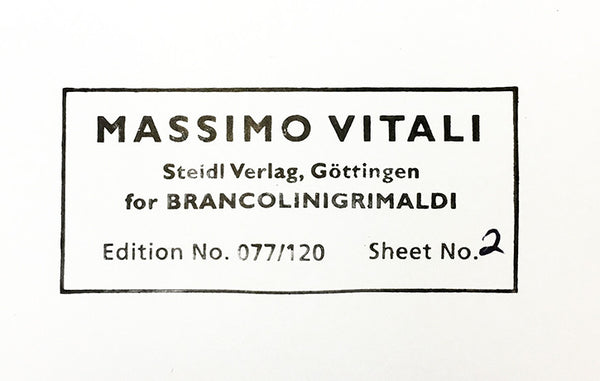 MASSIMO VITALI
Steidl Verlag, Göttingen
for BRANCOLINIGRIMALDI
Edition No. 077/120 Sheet No. 2